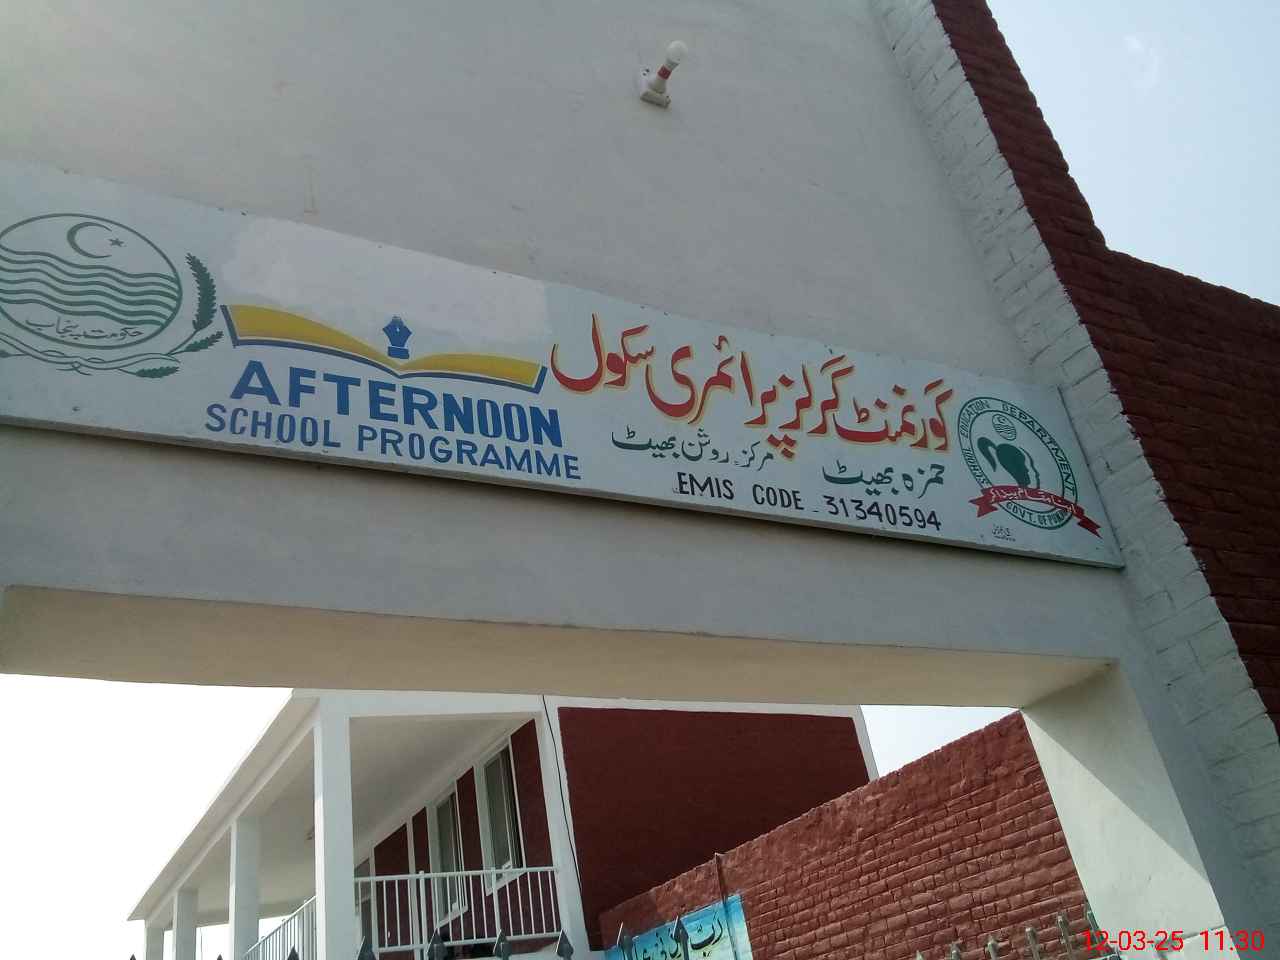 حکومت پنجاب
AFTERNOON
SCHOOL PROGRAMME
گورنمنٹ گرلز پرائمری سکول
حمزہ بھیٹ
مرکز روشن بھیٹ
EMIS CODE 31340594
SCHOOL EDUCATION DEPARTMENT
GOVT. OF PUNJAB
12-03-25 11:30